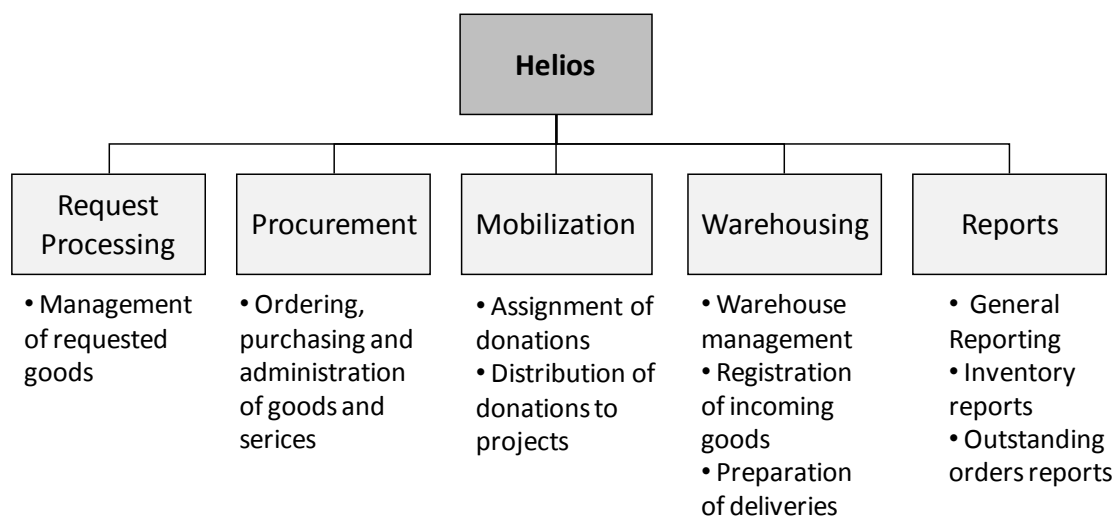 Helios
Request
Processing
Procurement
Mobilization
Warehousing
Reports
• Management
of requested
goods
• Ordering,
purchasing and
administration
of goods and
serices
• Assignment of
donations
• Distribution of
donations to
projects
• Warehouse
management
• Registration
of incoming
goods
• Preparation
of deliveries
• General
Reporting
• Inventory
reports
• Outstanding
orders reports